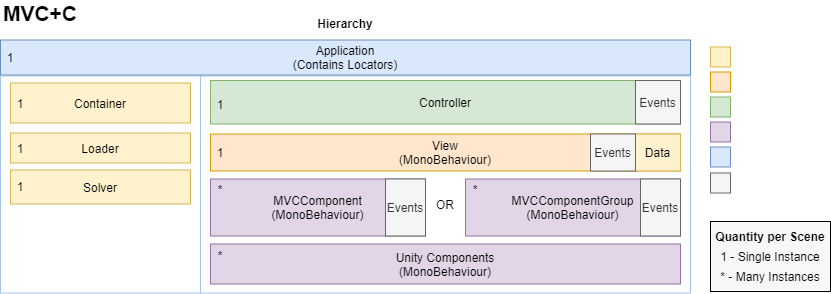 MVC+C
Hierarchy
1
Application
(Contains Locators)
1
Container
1
Controller
Events
1
Loader
1
View
(MonoBehaviour)
Events
Data
1
Solver
*
MVCComponent
(MonoBehaviour)
Events
OR
*
MVCComponentGroup
(MonoBehaviour)
Events
*
Unity Components
(MonoBehaviour)
Quantity per Scene
1 - Single Instance
* - Many Instances